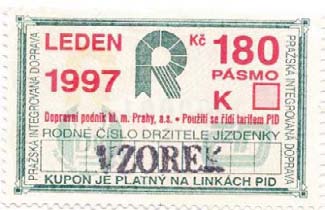 LEDEN
1997
R
Kč 180
PÁSMO
K
Dopravní podnik hl. m. Prahy, a.s. • Použití se řídí tarifem PID
RODNÉ ČÍSLO DRŽITELE JÍZDENKY
VZOREK
KUPON JE PLATNÝ NA LINKÁCH PID
PRAŽSKÁ INTEGROVANÁ DOPRAVA
PRAŽSKÁ INTEGROVANÁ DOPRAVA